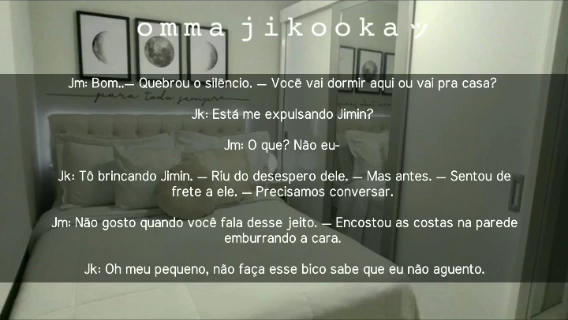 omma jikookay
para todo sempre
Jm: Bom..— Quebrou o silêncio. — Você vai dormir aqui ou vai pra casa?
Jk: Está me expulsando Jimin?
Jm: O que? Não eu-
Jk: Tô brincando Jimin. — Riu do desespero dele. — Mas antes. — Sentou de
frete a ele. — Precisamos conversar.
Jm: Não gosto quando você fala desse jeito. — Encostou as costas na parede
emburrando a cara.
Jk: Oh meu pequeno, não faça esse bico sabe que eu não aguento.